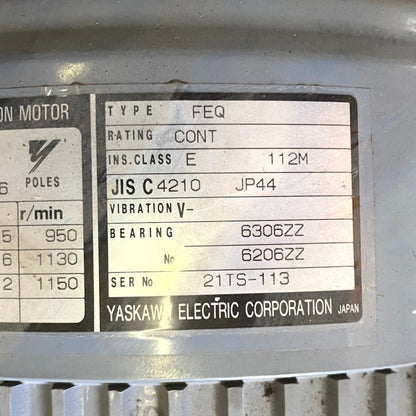 ON MOTOR
6 POLES
r/min
5 950
6 1130
2 1150
TYPE FEQ
RATING CONT
INS.CLASS E 112M
JIS C 4210 JP44
VIBRATION V-
BEARING 6306ZZ
No 6206ZZ
SER No 21TS-113
YASKAWA ELECTRIC CORPORATION JAPAN